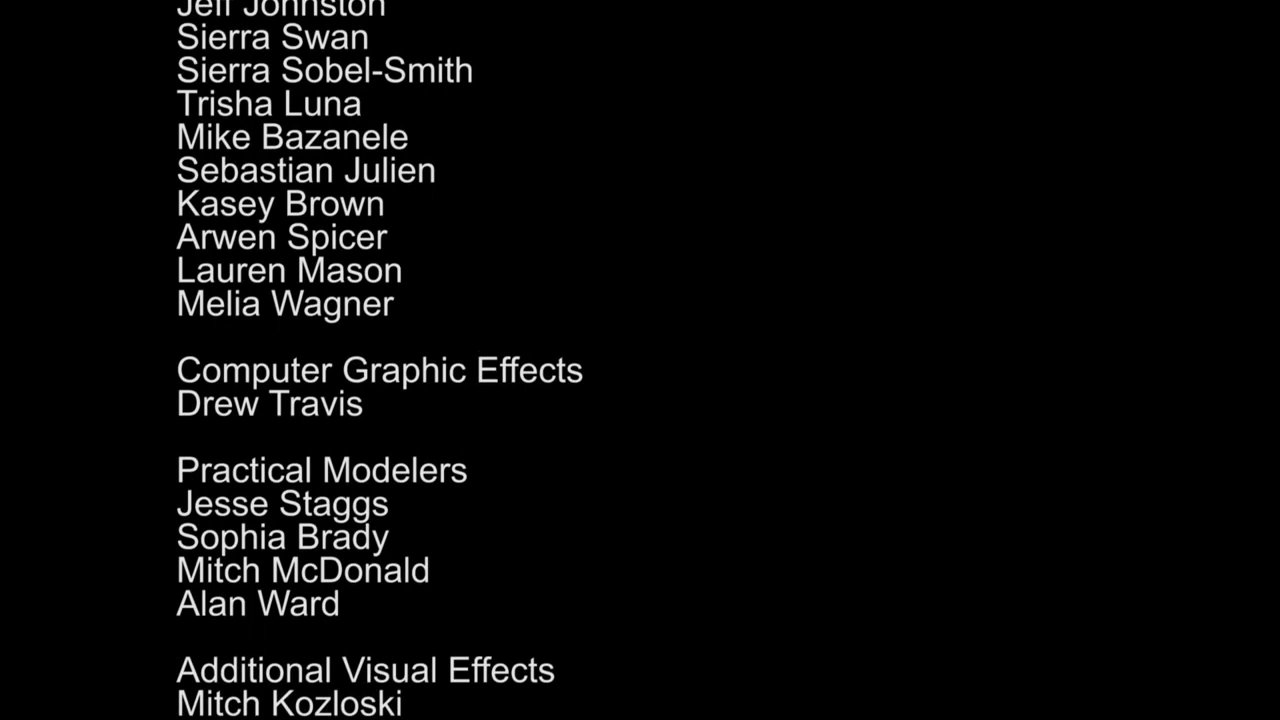 Jeff Johnston
Sierra Swan
Sierra Sobel-Smith
Trisha Luna
Mike Bazanele
Sebastian Julien
Kasey Brown
Arwen Spicer
Lauren Mason
Melia Wagner
Computer Graphic Effects
Drew Travis
Practical Modelers
Jesse Staggs
Sophia Brady
Mitch McDonald
Alan Ward
Additional Visual Effects
Mitch Kozloski